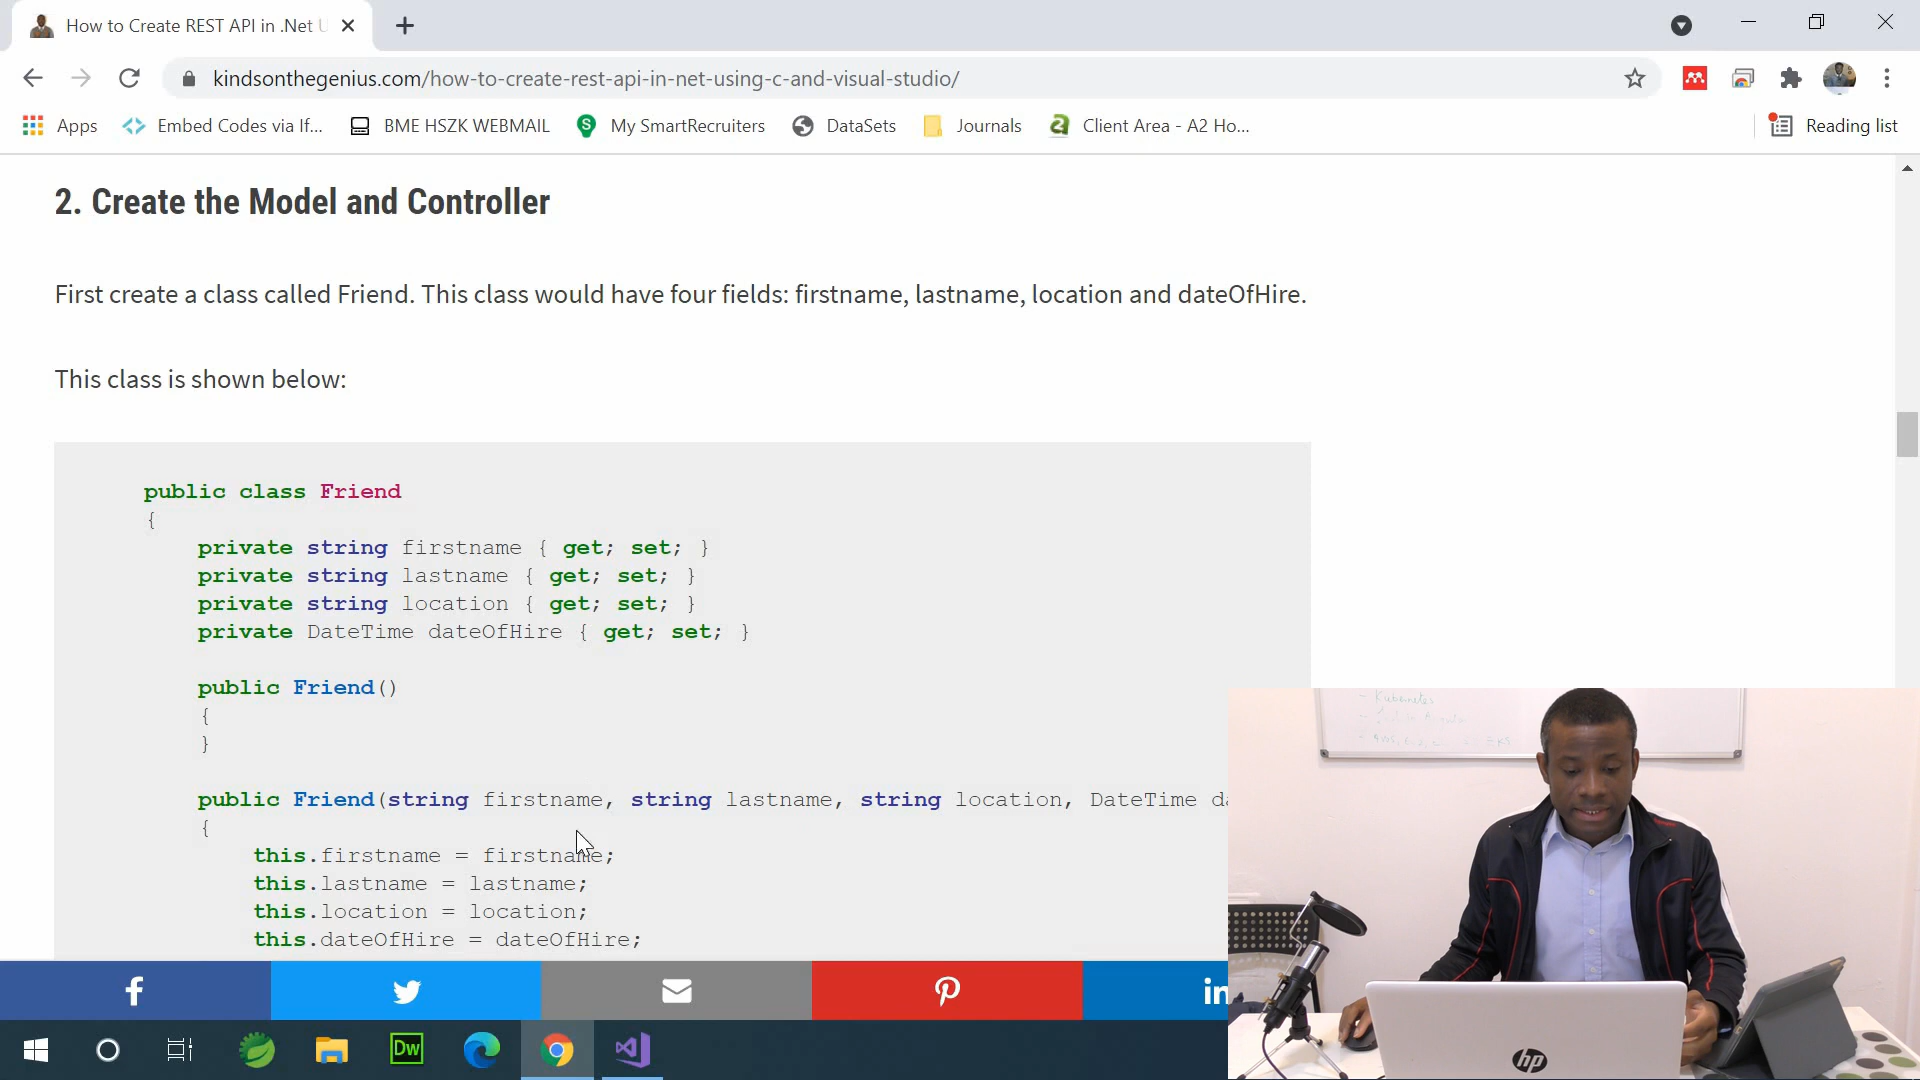 How to Create REST API in .Net U
kindsonthegenius.com/how-to-create-rest-api-in-net-using-c-and-visual-studio/
Apps
Embed Codes via If...
BME HSZK WEBMAIL
My SmartRecruiters
DataSets
Journals
Client Area - A2 Ho...
Reading list
2. Create the Model and Controller
First create a class called Friend. This class would have four fields: firstname, lastname, location and dateOfHire.
This class is shown below:
public class Friend
{
private string firstname { get; set; }
private string lastname { get; set; }
private string location { get; set; }
private DateTime dateOfHire { get; set; }
public Friend()
{
}
public Friend(string firstname, string lastname, string location, DateTime da
{
this.firstname = firstname;
this.lastname = lastname;
this.location = location;
this.dateOfHire = dateOfHire;
Kubernetes
f
in
Dw
hp